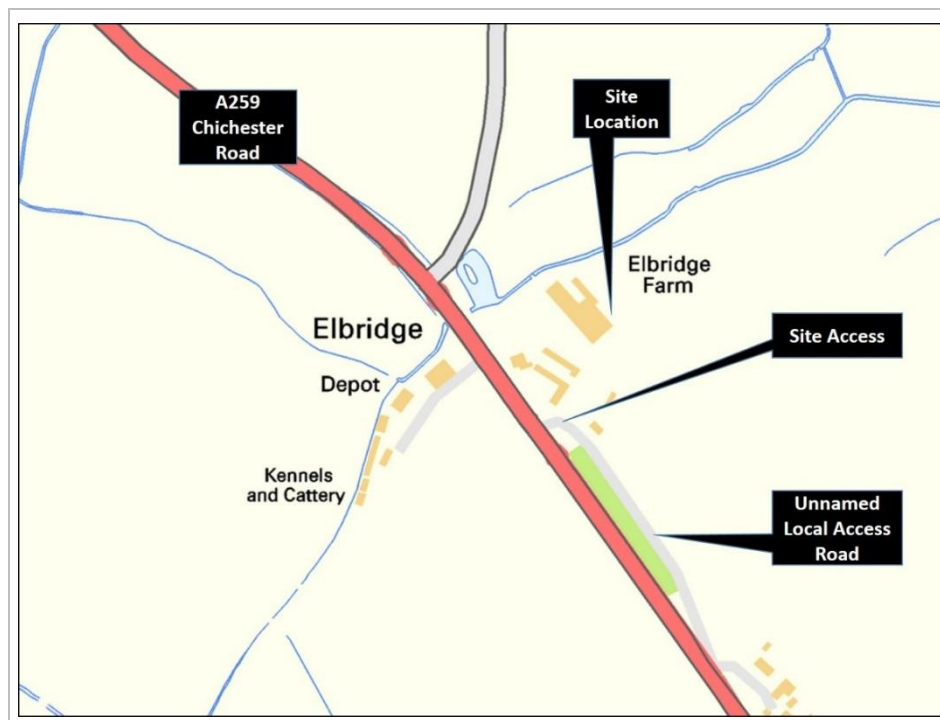 A259
Chichester
Road
Site
Location
Elbridge
Farm
Elbridge
Site Access
Depot
Kennels
and Cattery
Unnamed
Local Access
Road